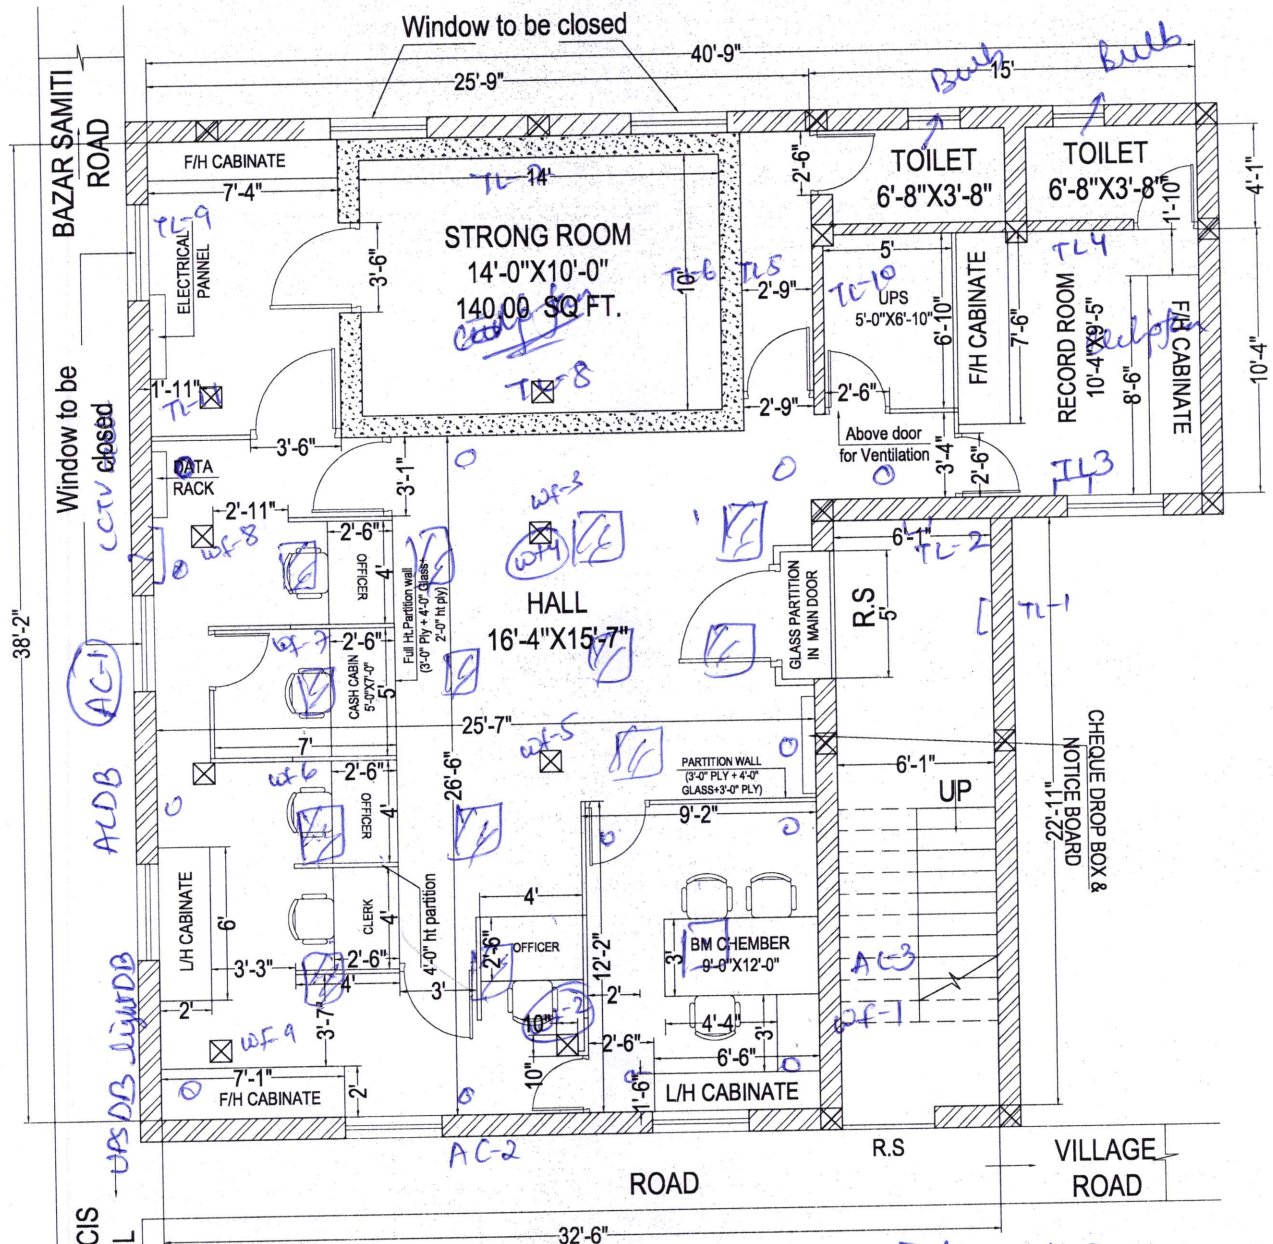 Window to be closed
40'-9"
25'-9"
15'
Bulb
Bulb
BAZAR SAMITI
ROAD
F/H CABINATE
7'-4"
14'
2'-6"
TOILET
6'-8"X3'-8"
TOILET
6'-8"X3'-8"
1'-10"
4'-1"
TL-9
ELECTRICAL
PANNEL
3'-6"
STRONG ROOM
14'-0"X10'-0"
140.00 SQ FT.
TL-8
TL-6
10'
TL5
2'-9"
5'
TL-10
UPS
5'-0"X6'-10"
6'-10"
F/H CABINATE
7'-6"
TL4
RECORD ROOM
10'-4"X9'-5"
8'-6"
F/H CABINATE
10'-4"
Window to be
closed
1'-11"
3'-6"
2'-9"
2'-6"
Above door
for Ventilation
3'-4"
2'-6"
TL3
CCTV
DATA
RACK
3'-1"
2'-11"
wf-8
2'-6"
OFFICER
4'
Full Ht.Partition wall
(3'-0" Ply + 4'-0" Glass+
2'-0" ht ply)
wf-3
wf4
HALL
16'-4"X15'-7"
GLASS PARTITION
IN MAIN DOOR
R.S
5'
6'-1"
TL-2
TL-1
38'-2"
AC-1
wf-7
2'-6"
CASH CABIN
5'-0"X7'-0"
5'
7'
25'-7"
wf-5
PARTITION WALL
(3'-0" PLY + 4'-0"
GLASS+3'-0" PLY)
9'-2"
6'-1"
UP
CHEQUE DROP BOX &
NOTICE BOARD
22'-11"
ACDB
wf6
2'-6"
OFFICER
4'
26'-6"
L/H CABINATE
6'
3'-3"
2'
CLERK
4'
2'-6"
4'
4'-0" ht partition
3'
4'
2'-6"
OFFICER
12'-2"
2'
BM CHEMBER
9'-0"X12'-0"
3'
4'-4"
3'
AC-3
wf-1
UPSDB lightDB
wf-9
3'-7"
7'-1"
F/H CABINATE
2'
wf-2
10"
10"
2'-6"
6'-6"
1'-6"
L/H CABINATE
AC-2
R.S
VILLAGE
ROAD
ROAD
32'-6"